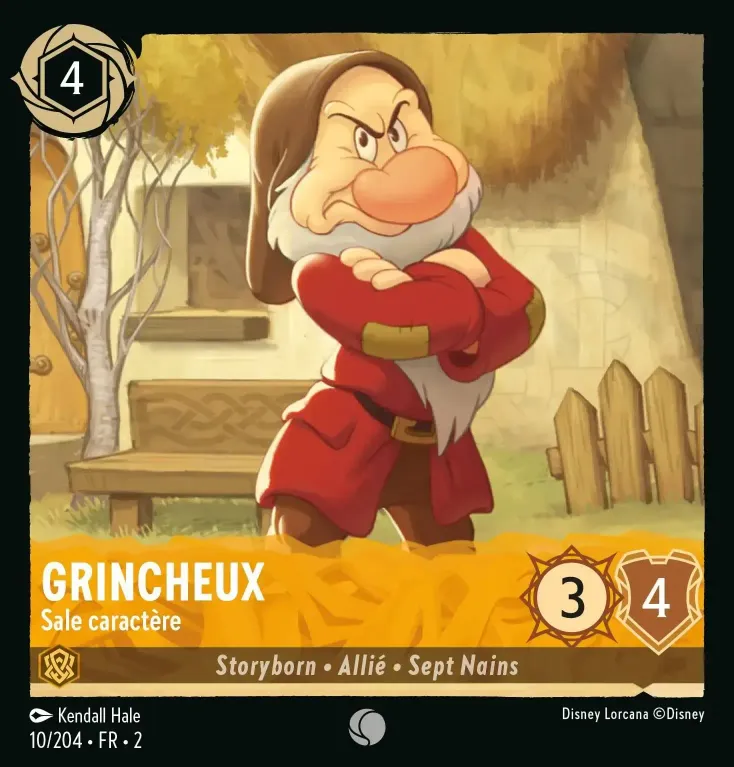 4
GRINCHEUX
Sale caractère
3
4
Storyborn • Allié • Sept Nains
Kendall Hale
Disney Lorcana ©Disney
10/204 • FR • 2